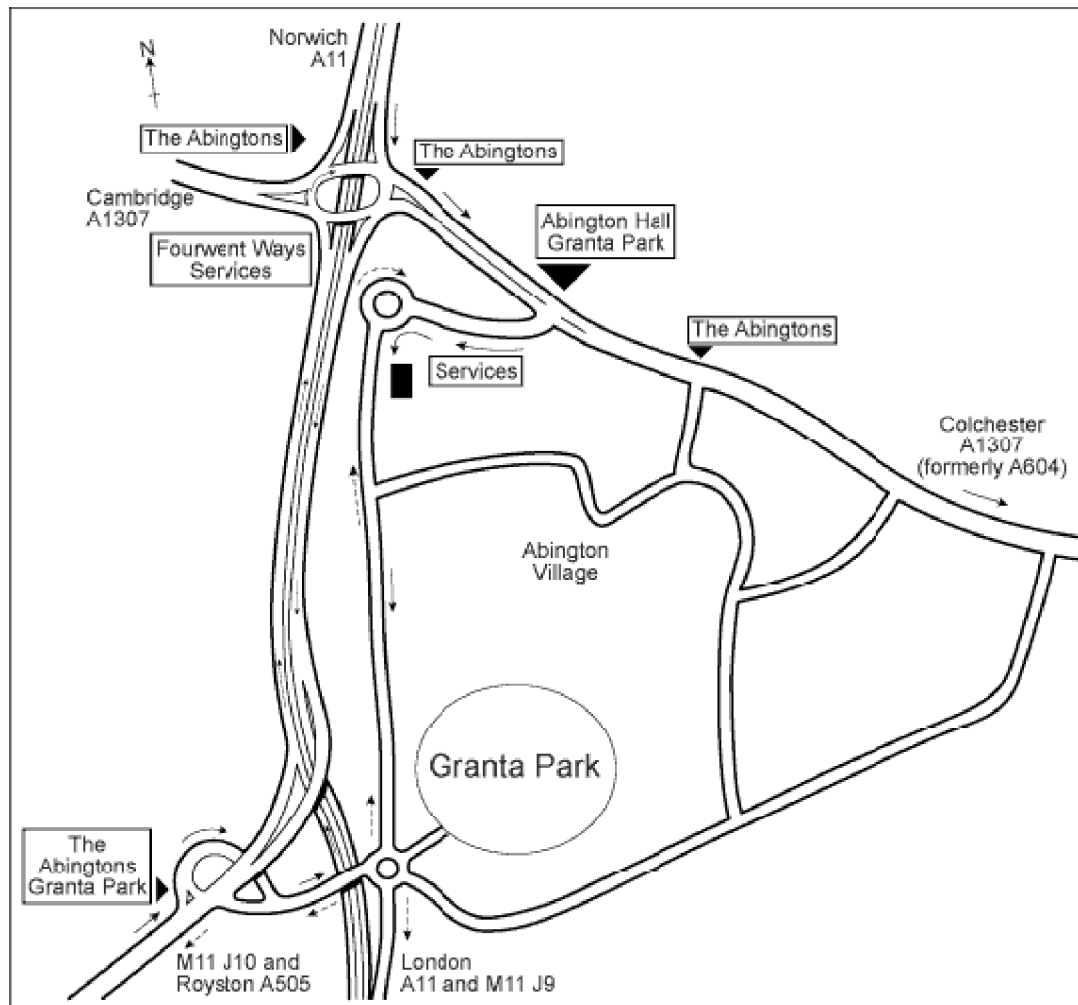 Norwich
A11
N
The Abingtons
The Abingtons
Cambridge
A1307
Abington Hall
Granta Park
Fourwent Ways
Services
The Abingtons
Services
Colchester
A1307
(formerly A604)
Abington
Village
Granta Park
The
Abingtons
Granta Park
M11 J10 and
Royston A505
London
A11 and M11 J9